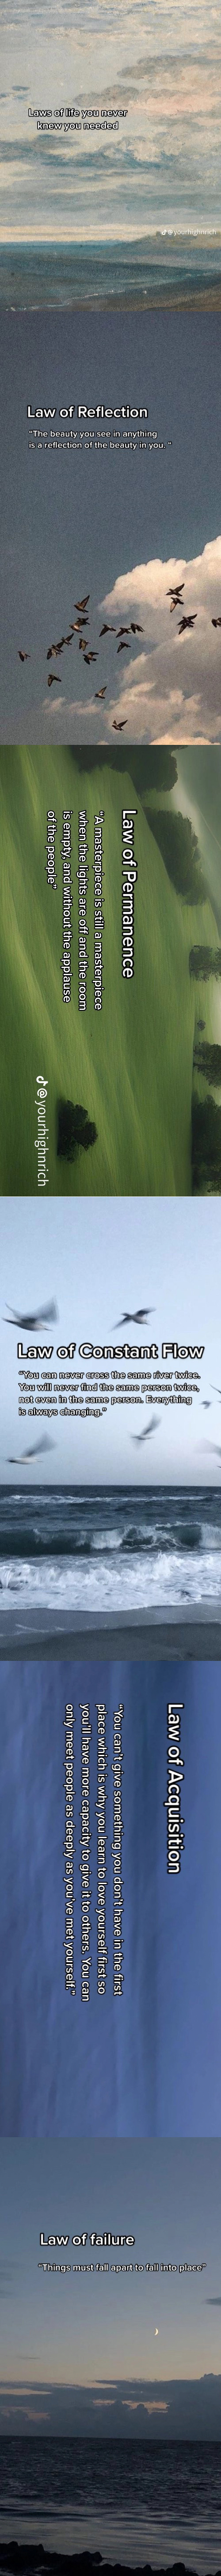 Laws of life you never
knew you needed
@yourhighnrich
Law of Reflection
"The beauty you see in anything
is a reflection of the beauty in you. "
Law of Permanence
"A masterpiece is still a masterpiece
when the lights are off and the room
is empty. and without the applause
of the people"
@yourhighnrich
Law of Constant Flow
"You can never cross the same river twice.
You will never find the same person twice,
not even in the same person. Everything
is always changing."
Law of Acquisition
"You can't give something you don't have in the first
place which is why you learn to love yourself first so
you'll have more capacity to give it to others. You can
only meet people as deeply as you've met yourself."
Law of failure
"Things must fall apart to fall into place"